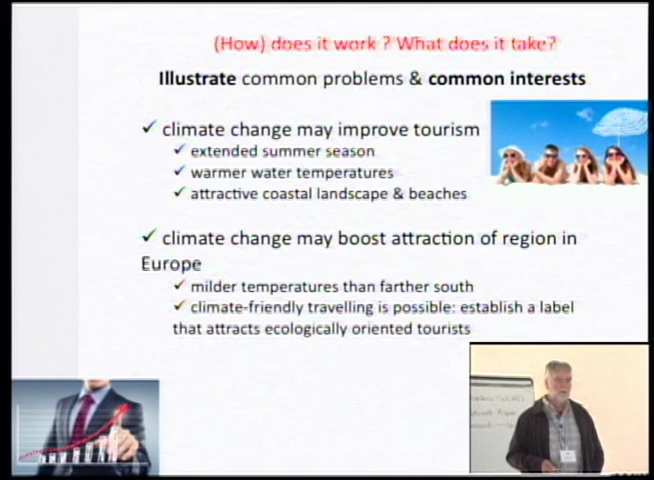 (How) does it work ? What does it take?
Illustrate common problems & common interests
✓ climate change may improve tourism
✓ extended summer season
✓ warmer water temperatures
✓ attractive coastal landscape & beaches
✓ climate change may boost attraction of region in
Europe
✓ milder temperatures than farther south
✓ climate-friendly travelling is possible: establish a label
that attracts ecologically oriented tourists